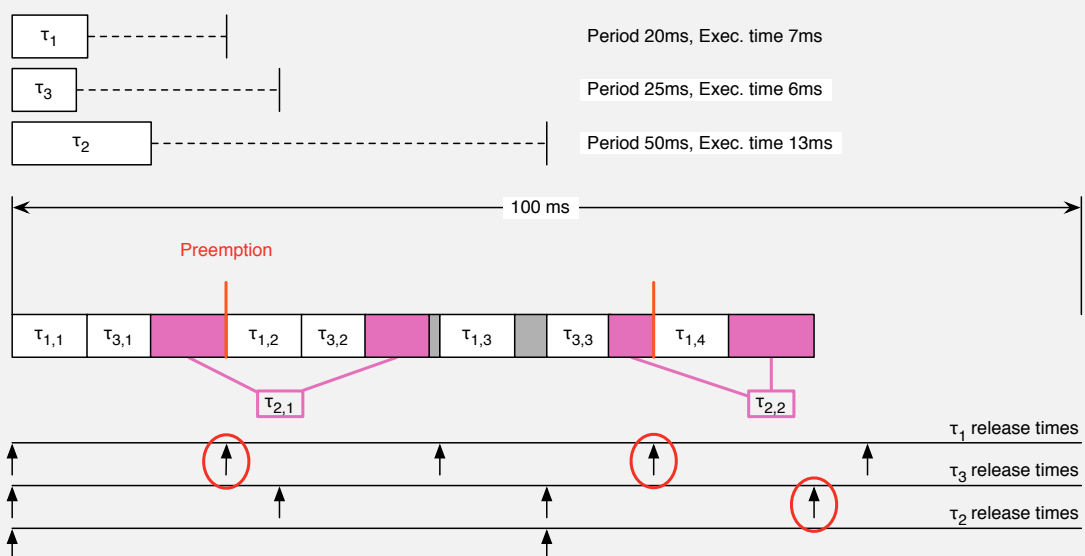 τ1
Period 20ms, Exec. time 7ms
τ3
Period 25ms, Exec. time 6ms
τ2
Period 50ms, Exec. time 13ms
100 ms
Preemption
τ1,1 τ3,1 τ1,2 τ3,2 τ1,3 τ3,3 τ1,4
τ2,1 τ2,2
τ1 release times
τ3 release times
τ2 release times